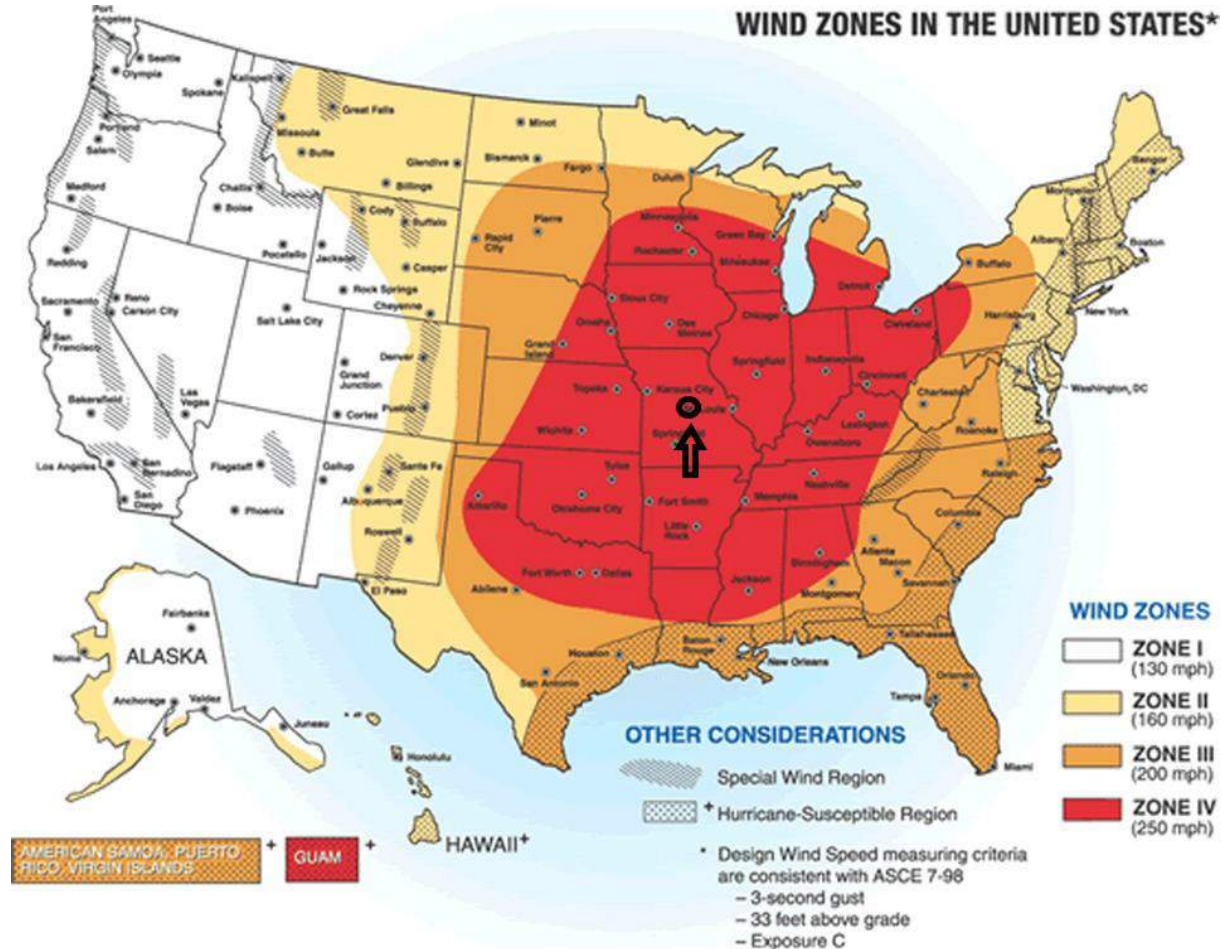 WIND ZONES IN THE UNITED STATES*
Port
Angeles
Seattle
Olympia
Spokane
Kalispell
Great Falls
Missoula
Butte
Glendive
Billings
Minot
Bismarck
Fargo
Duluth
Portland
Salem
Medford
Challis
Boise
Pocatello
Cody
Buffalo
Jackson
Casper
Rock Springs
Cheyenne
Pierre
Rapid
City
Minneapolis
Rochester
Green Bay
Milwaukee
Bangor
Montpelier
Albany
Boston
Buffalo
Detroit
New York
Harrisburg
Cleveland
Chicago
Redding
Reno
Carson City
Sacramento
San
Francisco
Salt Lake City
Denver
Grand
Junction
Pueblo
Cortez
Sioux City
Omaha
Des
Moines
Grand
Island
Topeka
Kansas City
Wichita
Springfield
Indianapolis
Cincinnati
Charleston
Washington, DC
Louis
Lexington
Owensboro
Roanoke
Raleigh
Bakersfield
Las
Vegas
Los Angeles
San
Bernadino
San
Diego
Flagstaff
Phoenix
Gallup
Sante Fe
Albuquerque
Roswell
El Paso
Amarillo
Tulsa
Oklahoma City
Fort Smith
Little
Rock
Memphis
Nashville
Columbia
Atlanta
Macon
Savannah
Birmingham
Montgomery
Jackson
Fort Worth
Dallas
Abilene
Houston
San Antonio
Baton
Rouge
New Orleans
Tallahassee
Orlando
Tampa
Miami
Fairbanks
Nome
ALASKA
Anchorage
Valdez
Juneau
Honolulu
HAWAII+
AMERICAN SAMOA, PUERTO
RICO, VIRGIN ISLANDS
+
GUAM
+
OTHER CONSIDERATIONS
Special Wind Region
+ Hurricane-Susceptible Region
* Design Wind Speed measuring criteria
are consistent with ASCE 7-98
– 3-second gust
– 33 feet above grade
– Exposure C
WIND ZONES
ZONE I
(130 mph)
ZONE II
(160 mph)
ZONE III
(200 mph)
ZONE IV
(250 mph)